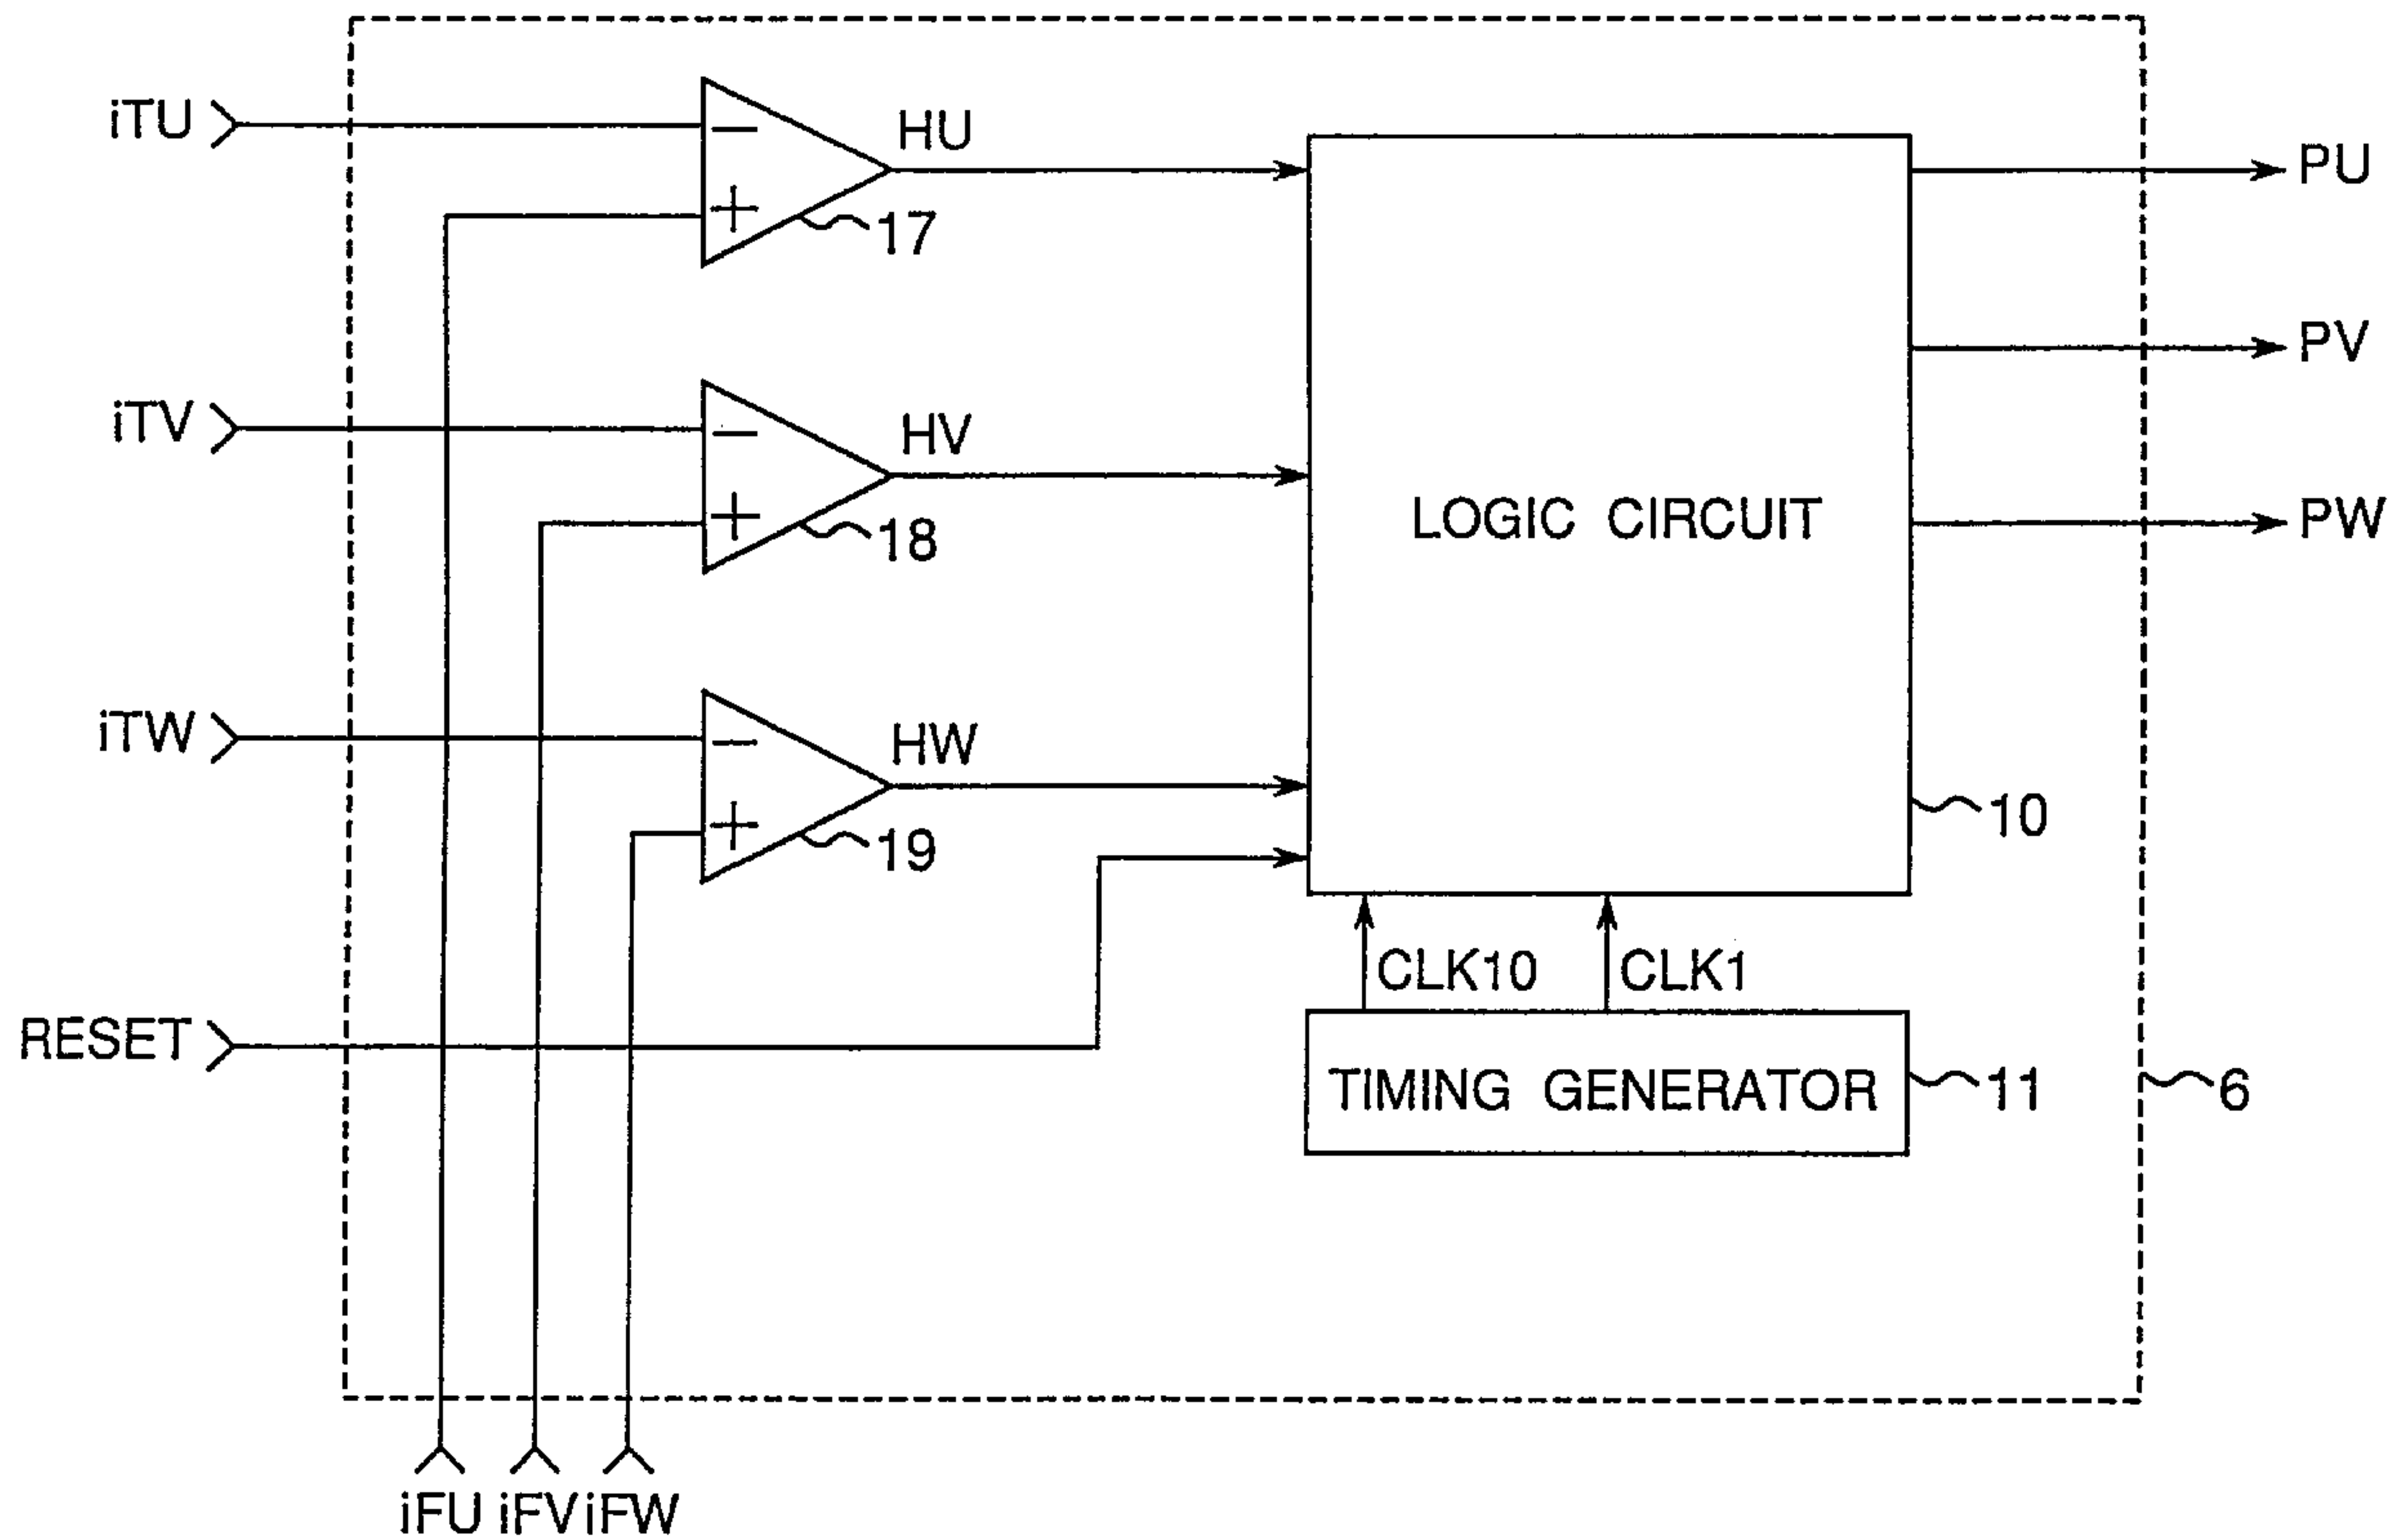 iTU
HU
17
PU
PV
iTV
HV
18
LOGIC CIRCUIT
PW
iTW
HW
19
10
CLK10
CLK1
RESET
TIMING GENERATOR
11
6
iFU
iFV
iFW